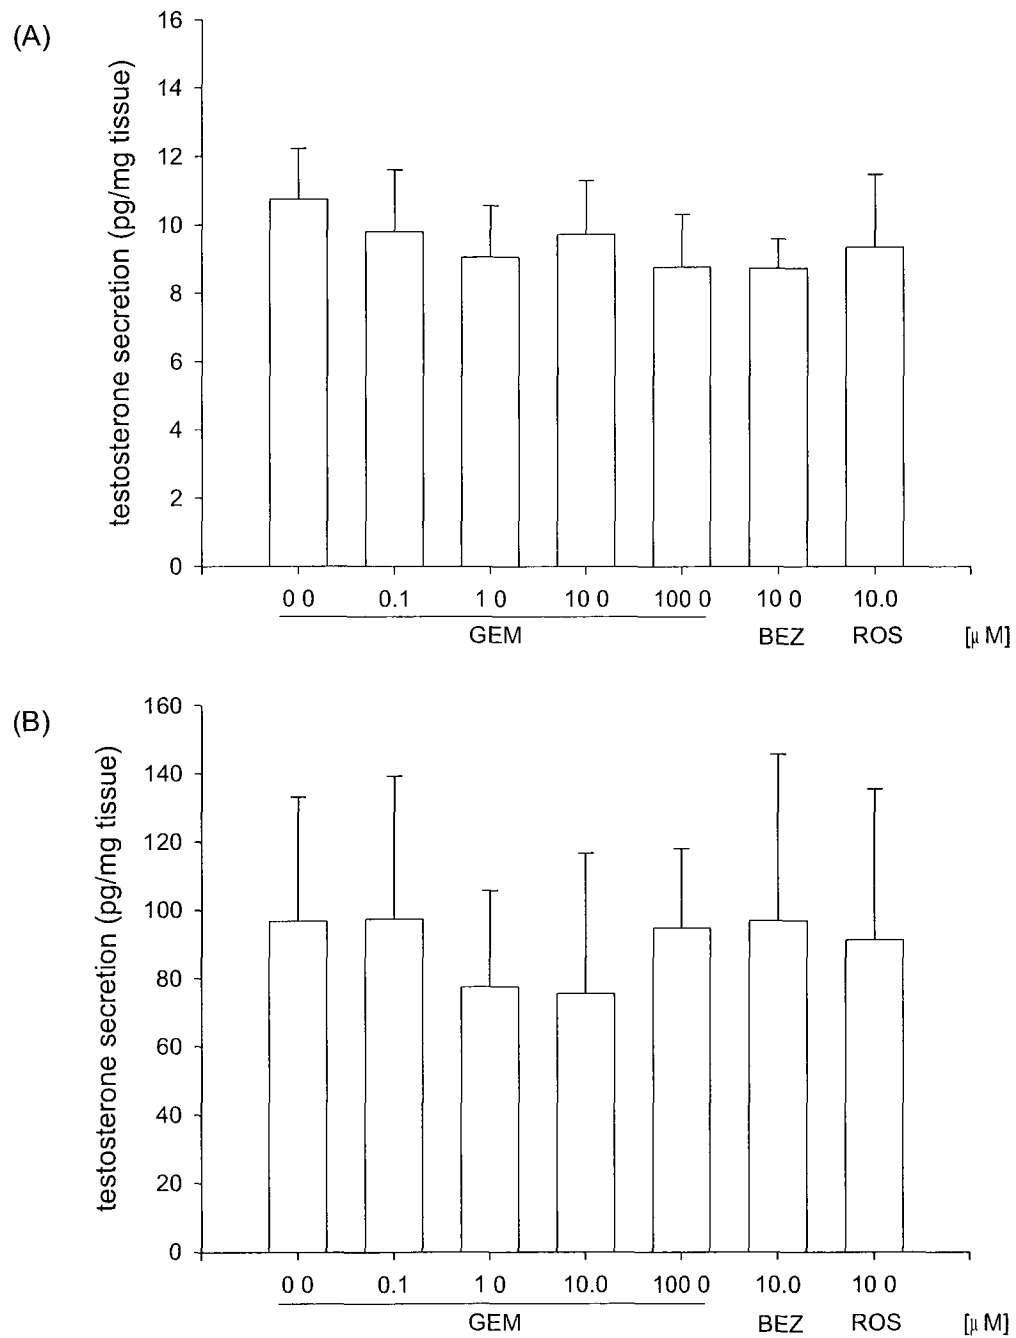 (A)
testosterone secretion (pg/mg tissue)
16
14
12
10
8
6
4
2
0
0 0 0.1 1 0 10 0 100 0 10 0 10.0
GEM BEZ ROS [μ M]
(B)
testosterone secretion (pg/mg tissue)
160
140
120
100
80
60
40
20
0
0 0 0.1 1 0 10.0 100 0 10.0 10 0
GEM BEZ ROS [μ M]